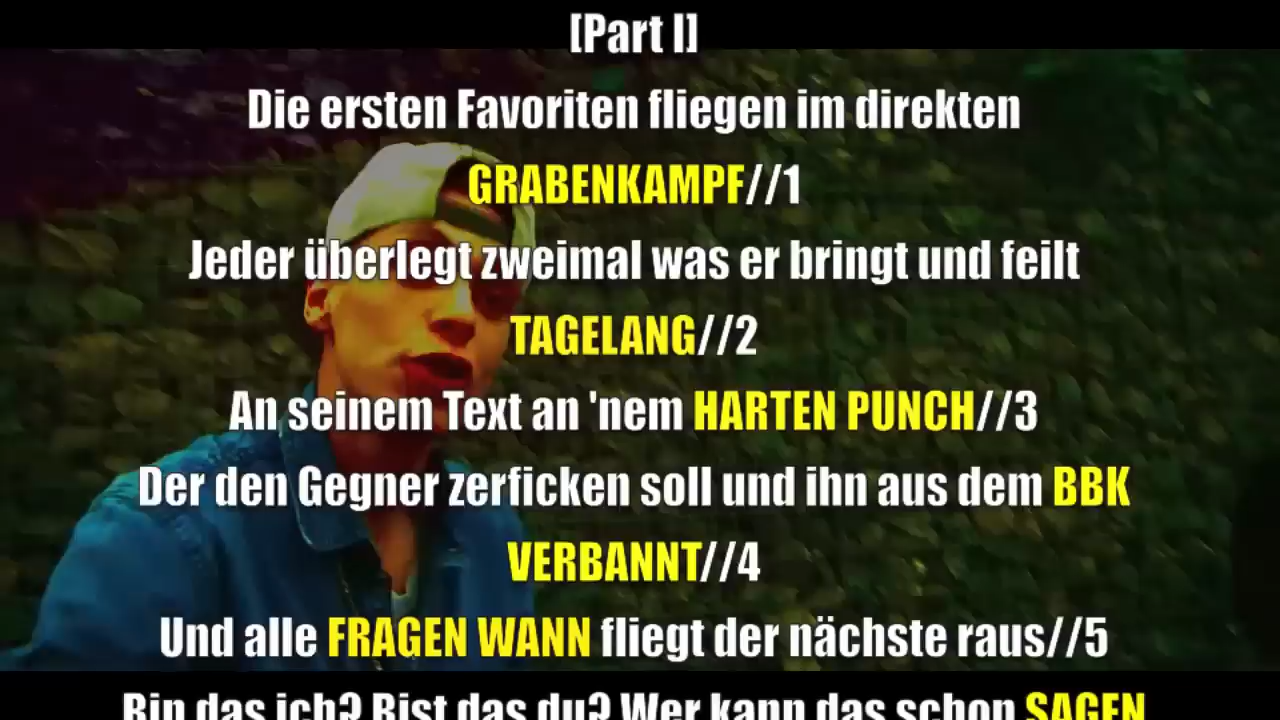 [Part I]
Die ersten Favoriten fliegen im direkten
GRABENKAMPF//1
Jeder überlegt zweimal was er bringt und feilt
TAGELANG//2
An seinem Text an 'nem HARTEN PUNCH//3
Der den Gegner zerficken soll und ihn aus dem BBK
VERBANNT//4
Und alle FRAGEN WANN fliegt der nächste raus//5
Bin das ich? Bist das du? Wer kann das schon SAGEN